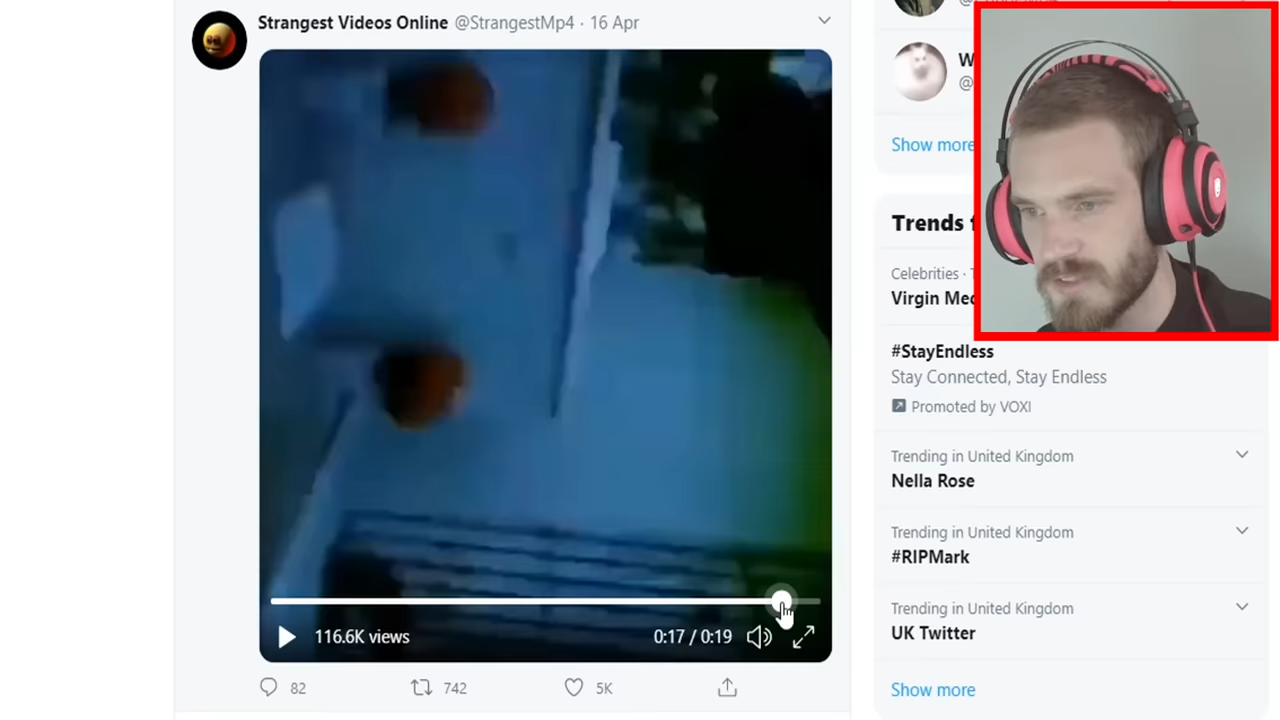 Strangest Videos Online @StrangestMp4 · 16 Apr
116.6K views
0:17 / 0:19
82
742
5K
W
@
Show more
Trends
Celebrities ·
Virgin
#StayEndless
Stay Connected, Stay Endless
Promoted by VOXI
Trending in United Kingdom
Nella Rose
Trending in United Kingdom
#RIPMark
Trending in United Kingdom
UK Twitter
Show more